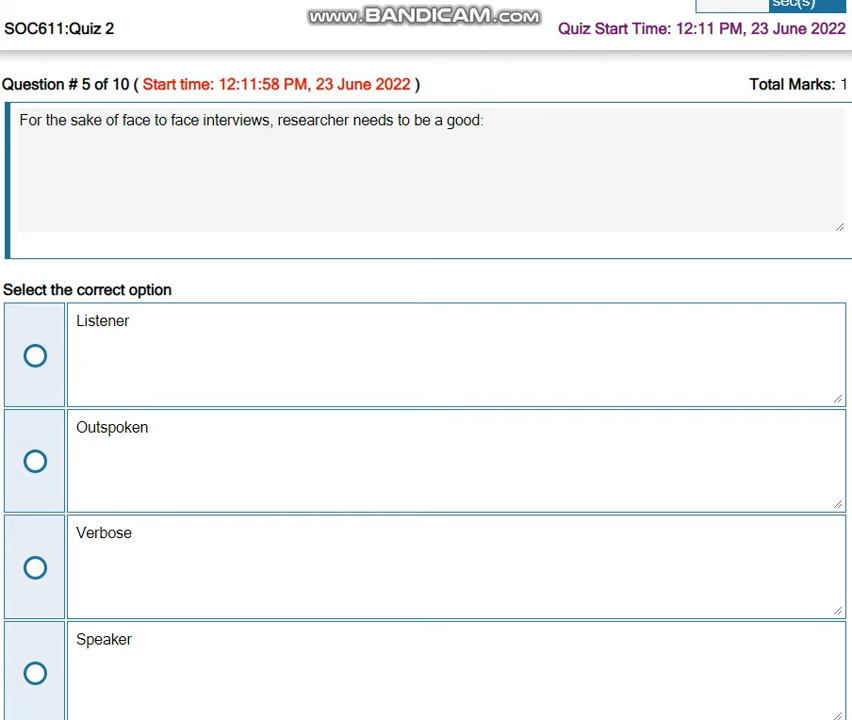 sec(s)
www.BANDICAM.com
SOC611:Quiz 2
Quiz Start Time: 12:11 PM, 23 June 2022
Question # 5 of 10 ( Start time: 12:11:58 PM, 23 June 2022 )
Total Marks: 1
For the sake of face to face interviews, researcher needs to be a good:
Select the correct option
Listener
Outspoken
Verbose
Speaker